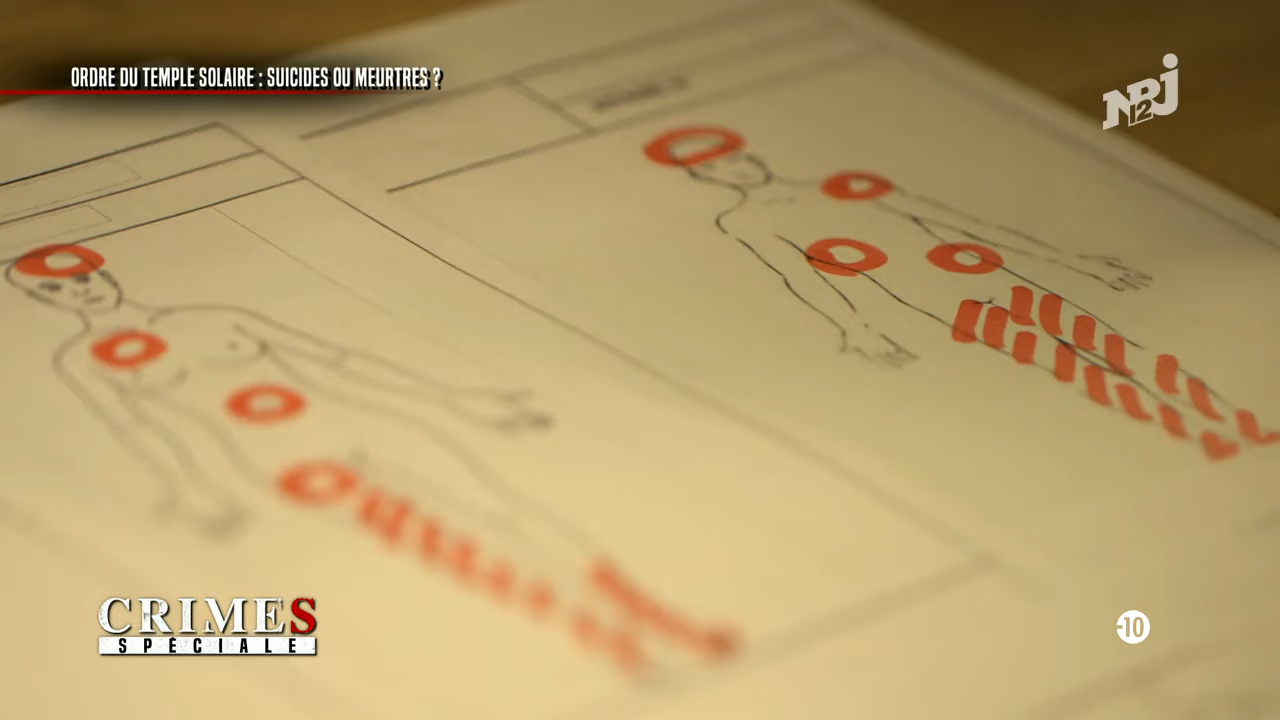 ORDRE DU TEMPLE SOLAIRE : SUICIDES OU MEURTRES ?
NRJ
12
CRIMES
SPÉCIALE
-10